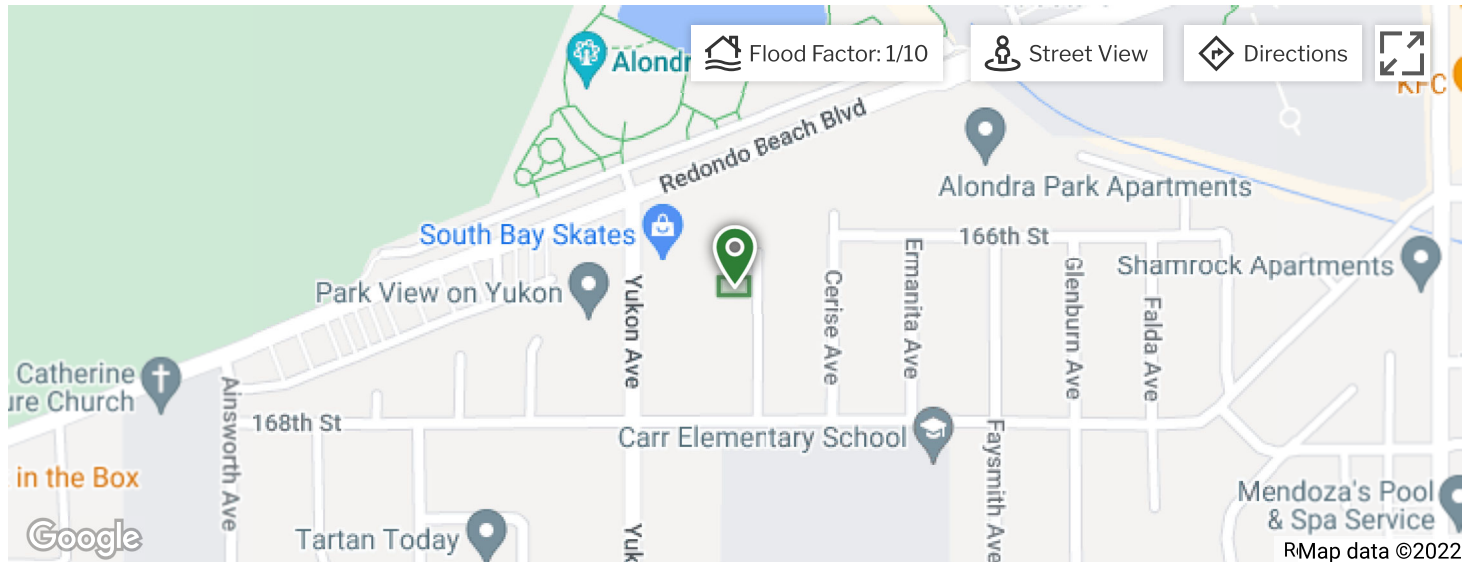 Alondr
Flood Factor: 1/10
Street View
Directions
KFC
Redondo Beach Blvd
Alondra Park Apartments
South Bay Skates
166th St
Shamrock Apartments
Park View on Yukon
Yukon Ave
Cerise Ave
Ermanita Ave
Glenburn Ave
Falda Ave
Catherine
ure Church
Ainsworth Ave
168th St
Carr Elementary School
Faysmith Ave
in the Box
Mendoza's Pool
& Spa Service
Google
Tartan Today
Yuk
Map data ©2022